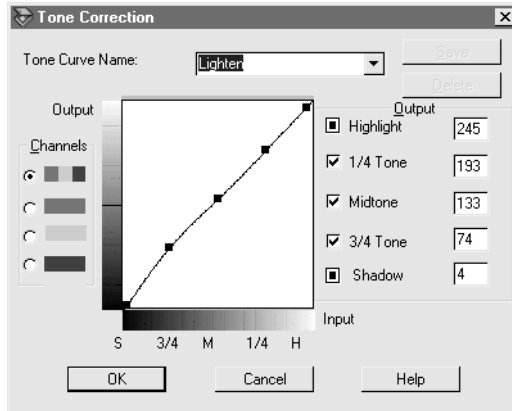 Tone Correction
Tone Curve Name:
Lighten
Save
Delete
Output
Output
Channels
Highlight 245
1/4 Tone 193
Midtone 133
3/4 Tone 74
Shadow 4
Input
S 3/4 M 1/4 H
OK Cancel Help